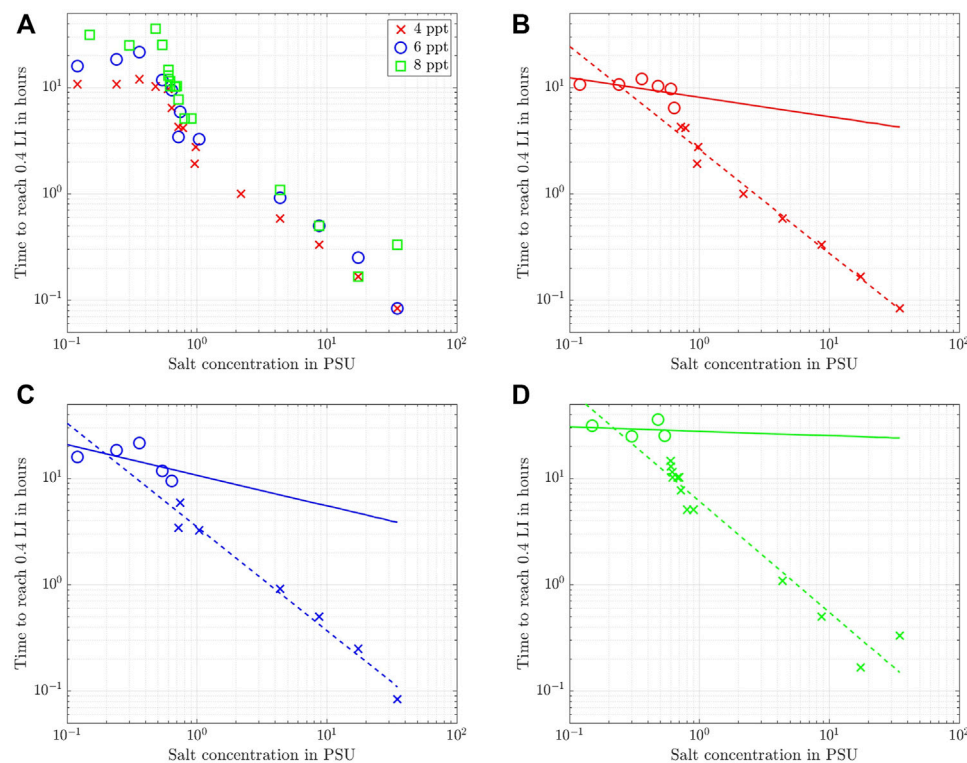 A
4 ppt
6 ppt
8 ppt
Time to reach 0.4 LI in hours
10^1
10^0
10^-1
10^-1 10^0 10^1 10^2
Salt concentration in PSU
B
Time to reach 0.4 LI in hours
10^1
10^0
10^-1
10^-1 10^0 10^1 10^2
Salt concentration in PSU
C
Time to reach 0.4 LI in hours
10^1
10^0
10^-1
10^-1 10^0 10^1 10^2
Salt concentration in PSU
D
Time to reach 0.4 LI in hours
10^1
10^0
10^-1
10^-1 10^0 10^1 10^2
Salt concentration in PSU